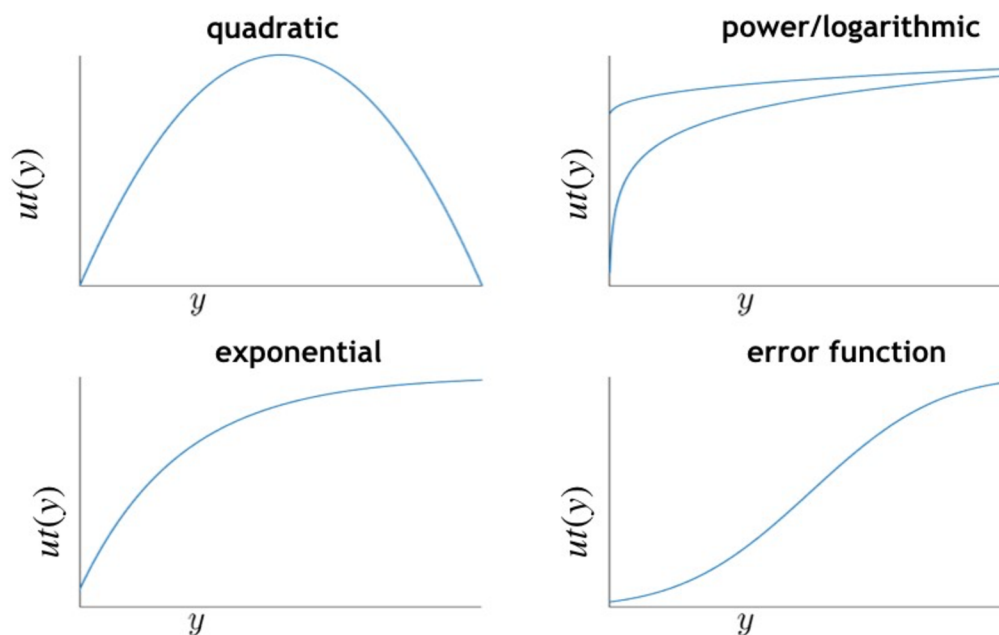 quadratic
ut(y)
y
power/logarithmic
ut(y)
y
exponential
ut(y)
y
error function
ut(y)
y